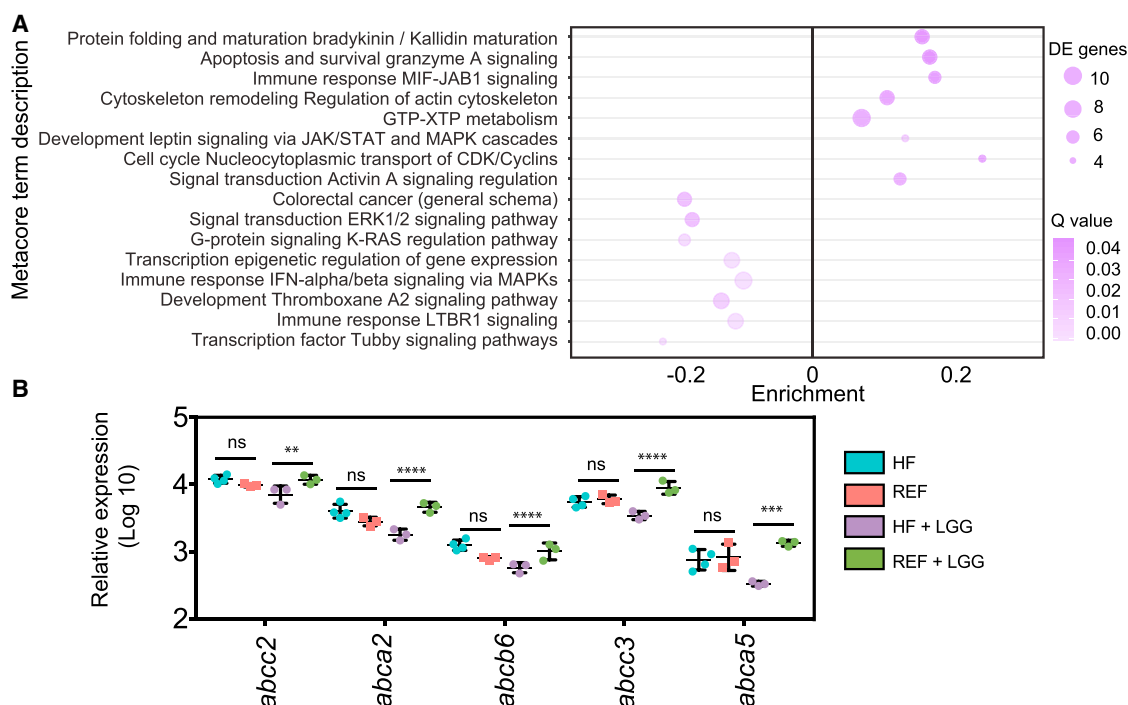 A
Metacore term description
Protein folding and maturation bradykinin / Kallidin maturation
Apoptosis and survival granzyme A signaling
Immune response MIF-JAB1 signaling
Cytoskeleton remodeling Regulation of actin cytoskeleton
GTP-XTP metabolism
Development leptin signaling via JAK/STAT and MAPK cascades
Cell cycle Nucleocytoplasmic transport of CDK/Cyclins
Signal transduction Activin A signaling regulation
Colorectal cancer (general schema)
Signal transduction ERK1/2 signaling pathway
G-protein signaling K-RAS regulation pathway
Transcription epigenetic regulation of gene expression
Immune response IFN-alpha/beta signaling via MAPKs
Development Thromboxane A2 signaling pathway
Immune response LTBR1 signaling
Transcription factor Tubby signaling pathways
-0.2 0 0.2
Enrichment
DE genes
10
8
6
4
Q value
0.04
0.03
0.02
0.01
0.00
B
Relative expression
(Log 10)
5
4
3
2
ns ** ns **** ns **** ns **** ns ***
abcc2 abca2 abcb6 abcc3 abca5
HF
REF
HF + LGG
REF + LGG